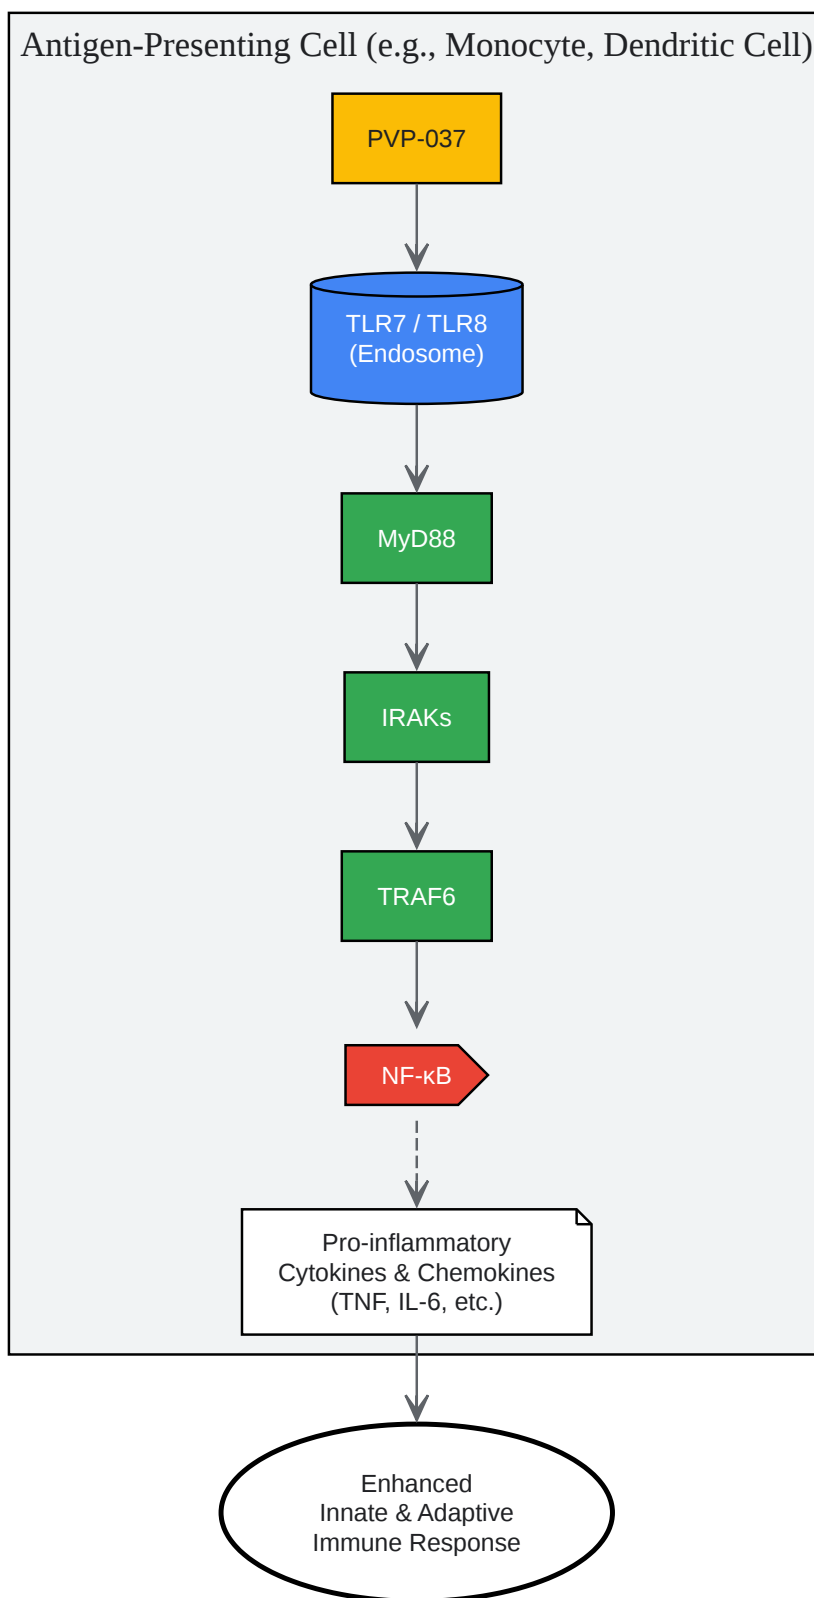 Antigen-Presenting Cell (e.g., Monocyte, Dendritic Cell)
PVP-037
TLR7 / TLR8
(Endosome)
MyD88
IRAKs
TRAF6
NF-κB
Pro-inflammatory
Cytokines & Chemokines
(TNF, IL-6, etc.)
Enhanced
Innate & Adaptive
Immune Response